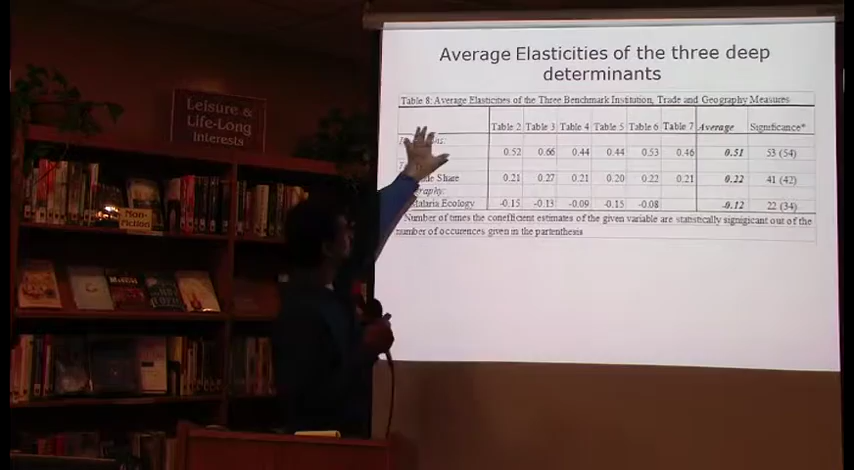 Average Elasticities of the three deep
determinants
Table 8: Average Elasticities of the Three Benchmark Institution, Trade and Geography Measures
Table 2 Table 3 Table 4 Table 5 Table 6 Table 7 Average Significance*
0.52 0.66 0.44 0.44 0.53 0.46 0.51 53 (54)
Share 0.21 0.27 0.21 0.20 0.22 0.21 0.22 41 (42)
Malaria Ecology -0.15 -0.13 -0.09 -0.15 -0.08 -0.12 22 (34)
Number of times the conefficient estimates of the given variable are statistically signigicant out of the
number of occurences given in the partenthesis
Leisure &
Life-Long
Interests
Non-
Fiction